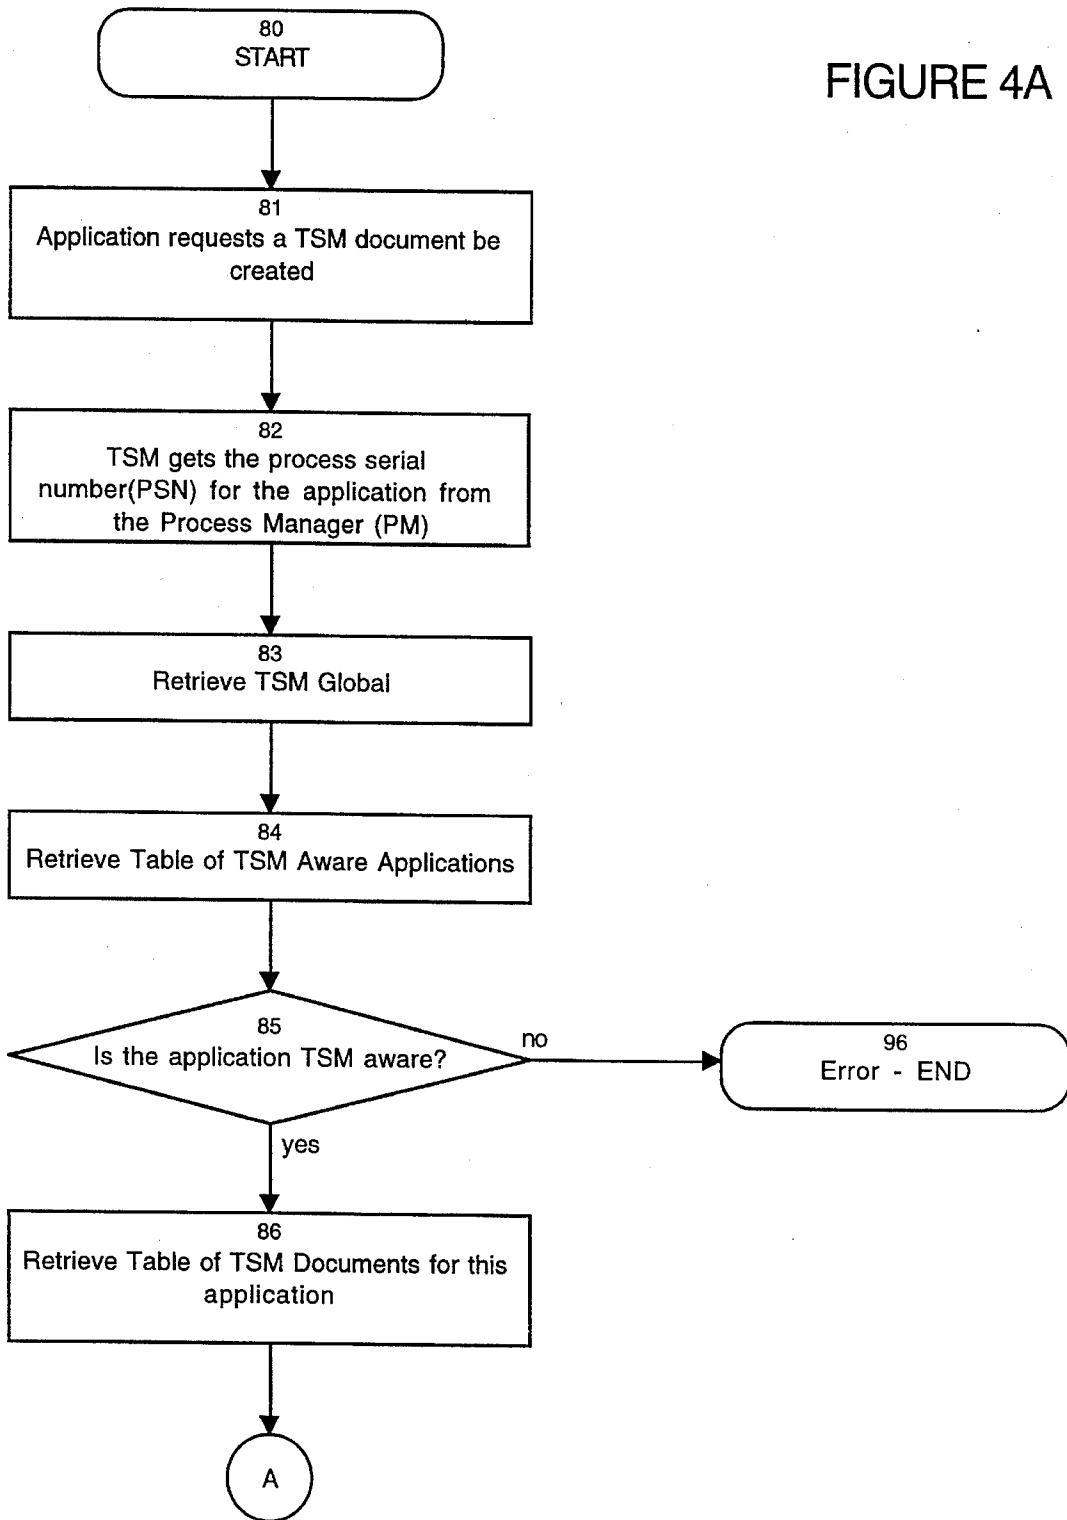 80
START
FIGURE 4A
81
Application requests a TSM document be
created
82
TSM gets the process serial
number(PSN) for the application from
the Process Manager (PM)
83
Retrieve TSM Global
84
Retrieve Table of TSM Aware Applications
85
Is the application TSM aware?
no
96
Error - END
yes
86
Retrieve Table of TSM Documents for this
application
A